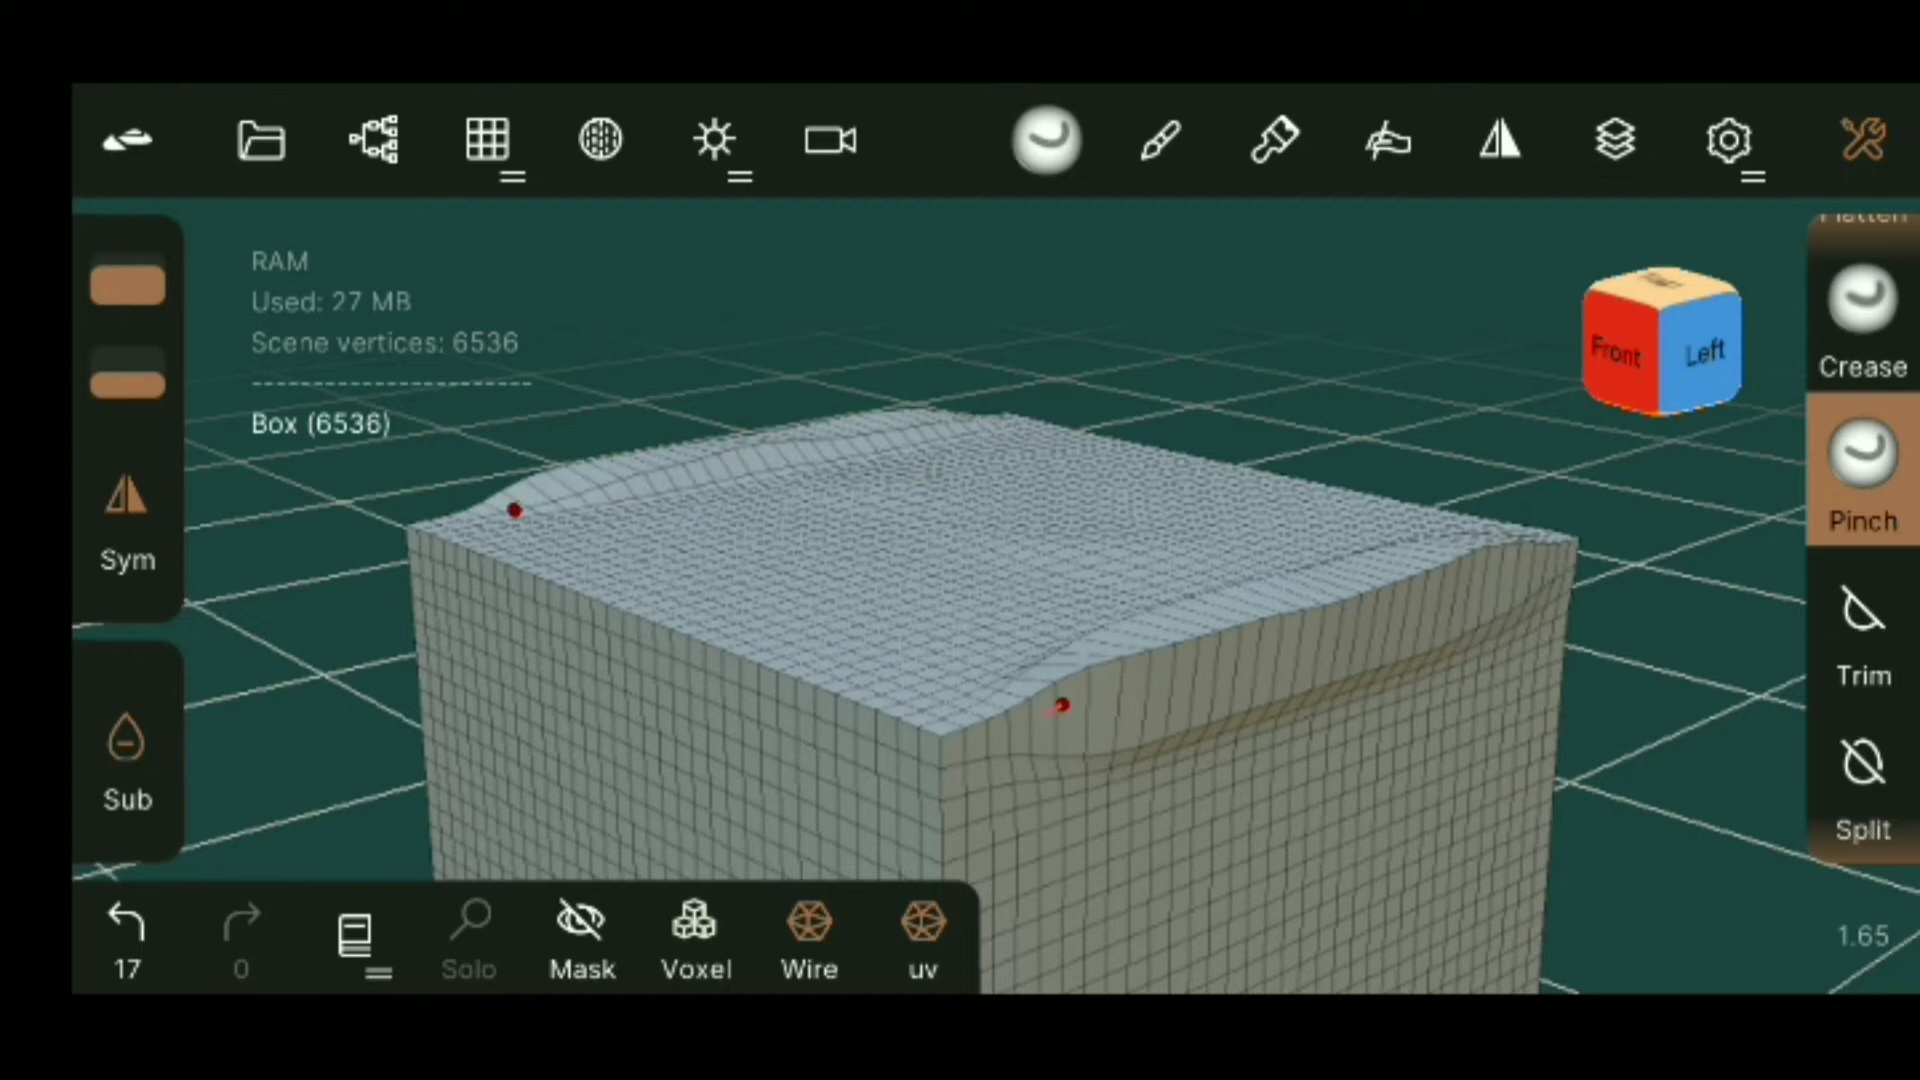 RAM
Used: 27 MB
Scene vertices: 6536
---------------------
Box (6536)
Front
Left
Crease
Pinch
Trim
Split
Sym
Sub
1.65
17
0
Solo
Mask
Voxel
Wire
uv